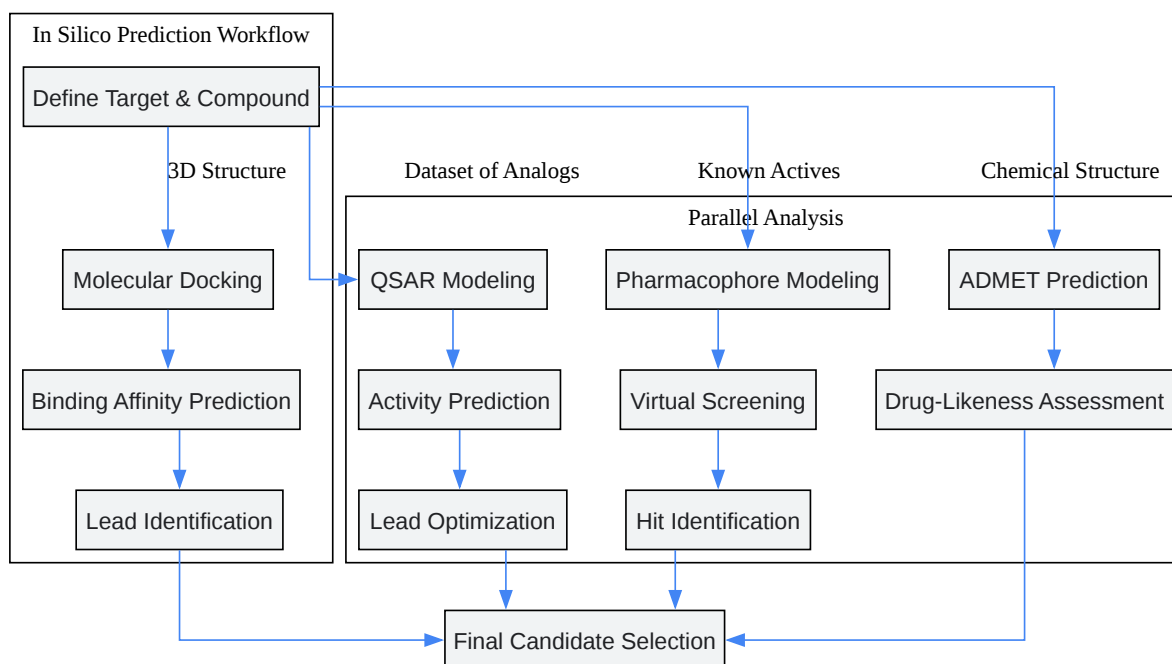 In Silico Prediction Workflow
Define Target & Compound
3D Structure
Dataset of Analogs
Known Actives
Chemical Structure
Parallel Analysis
Molecular Docking
QSAR Modeling
Pharmacophore Modeling
ADMET Prediction
Binding Affinity Prediction
Activity Prediction
Virtual Screening
Drug-Likeness Assessment
Lead Identification
Lead Optimization
Hit Identification
Final Candidate Selection